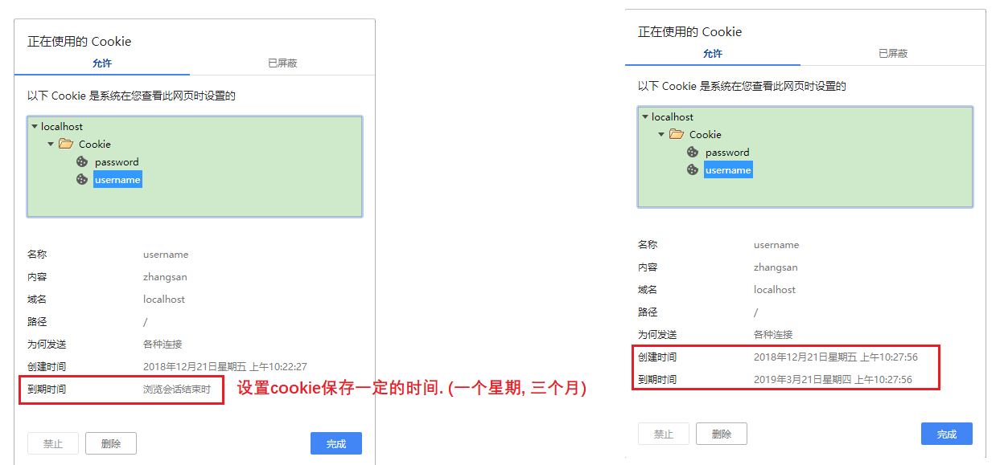 正在使用的 Cookie
允许 已屏蔽
以下 Cookie 是系统在您查看此网页时设置的
localhost
Cookie
password
username
名称 username
内容 zhangsan
域名 localhost
路径 /
为何发送 各种连接
创建时间 2018年12月21日星期五 上午10:22:27
到期时间 浏览会话结束时
禁止 删除 完成
设置cookie保存一定的时间. (一个星期, 三个月)
正在使用的 Cookie
允许 已屏蔽
以下 Cookie 是系统在您查看此网页时设置的
localhost
Cookie
password
username
名称 username
内容 zhangsan
域名 localhost
路径 /
为何发送 各种连接
创建时间 2018年12月21日星期五 上午10:27:56
到期时间 2019年3月21日星期四 上午10:27:56
禁止 删除 完成